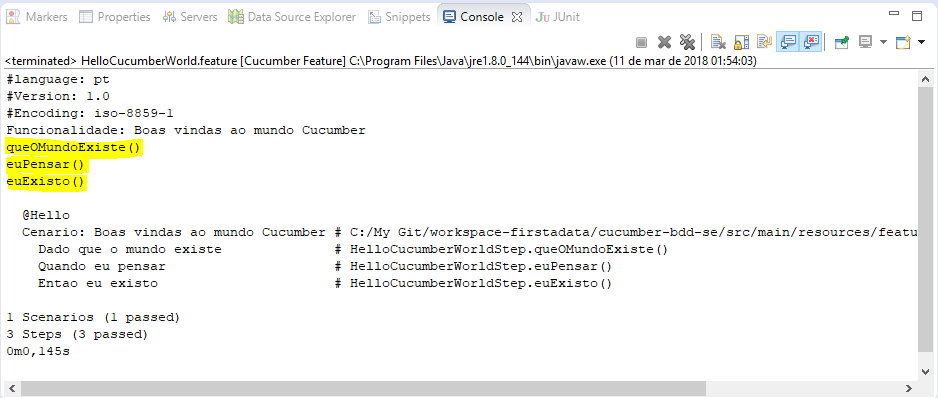 Markers Properties Servers Data Source Explorer Snippets Console JUnit
<terminated> HelloCucumberWorld.feature [Cucumber Feature] C:\Program Files\Java\jre1.8.0_144\bin\javaw.exe (11 de mar de 2018 01:54:03)
#language: pt
#Version: 1.0
#Encoding: iso-8859-1
Funcionalidade: Boas vindas ao mundo Cucumber
queOMundoExiste()
euPensar()
euExisto()
@Hello
Cenario: Boas vindas ao mundo Cucumber # C:/My Git/workspace-firstadata/cucumber-bdd-se/src/main/resources/featu
Dado que o mundo existe # HelloCucumberWorldStep.queOMundoExiste()
Quando eu pensar # HelloCucumberWorldStep.euPensar()
Entao eu existo # HelloCucumberWorldStep.euExisto()
1 Scenarios (1 passed)
3 Steps (3 passed)
0m0,145s